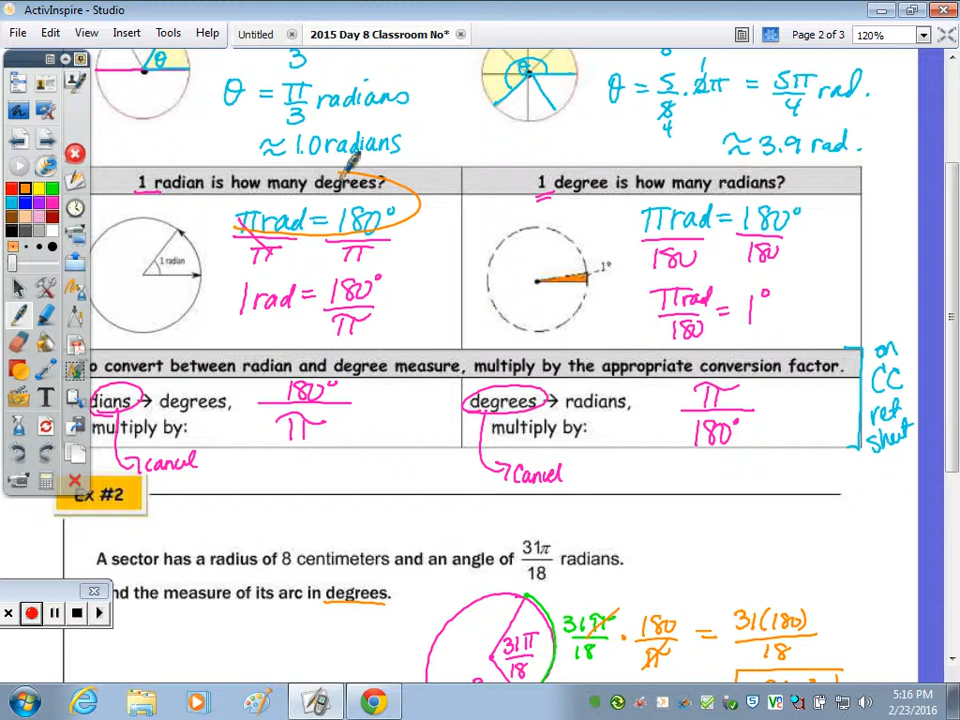 ActivInspire - Studio
File Edit View Insert Tools Help
Untitled
2015 Day 8 Classroom No*
Page 2 of 3
120%
θ
3
θ = π/3 radians
≈ 1.0 radians
θ
θ = 5/8 · 2π = 5π/4 rad.
4
1
≈ 3.9 rad.
1 radian is how many degrees?
1 degree is how many radians?
πrad = 180°
π π
1 radian
1 rad = 180°/π
πrad = 180°
180 180
1°
πrad/180 = 1°
o convert between radian and degree measure, multiply by the appropriate conversion factor.
dians → degrees,
multiply by:
180°/π
cancel
degrees → radians,
multiply by:
π/180°
Cancel
on
CC
ref
sheet
Ex #2
A sector has a radius of 8 centimeters and an angle of 31π/18 radians.
nd the measure of its arc in degrees.
31π/18
31π/18 · 180/π = 31(180)/18
5:16 PM
2/23/2016